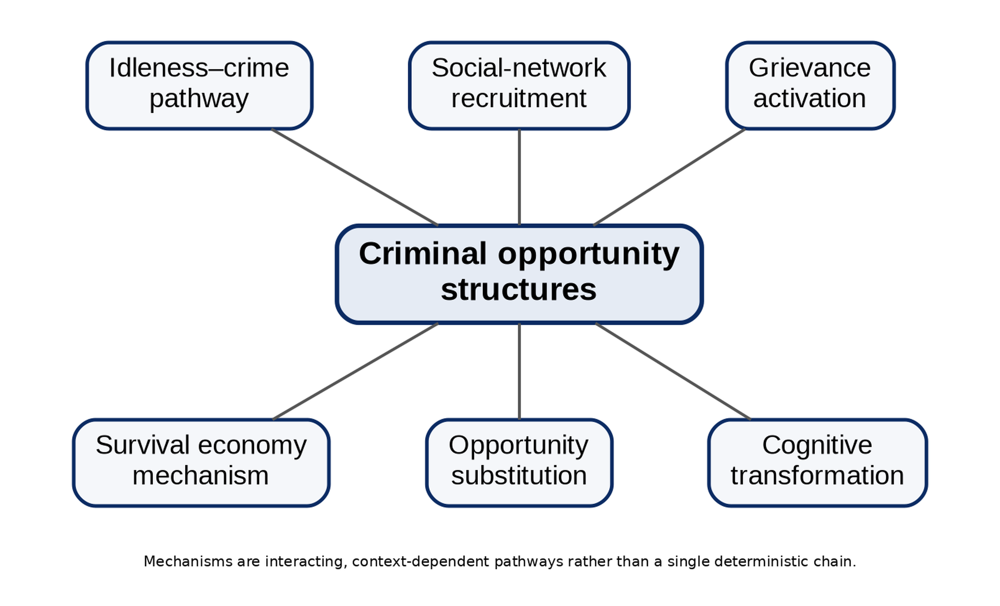 Idleness–crime
pathway
Social-network
recruitment
Grievance
activation
Criminal opportunity
structures
Survival economy
mechanism
Opportunity
substitution
Cognitive
transformation
Mechanisms are interacting, context-dependent pathways rather than a single deterministic chain.